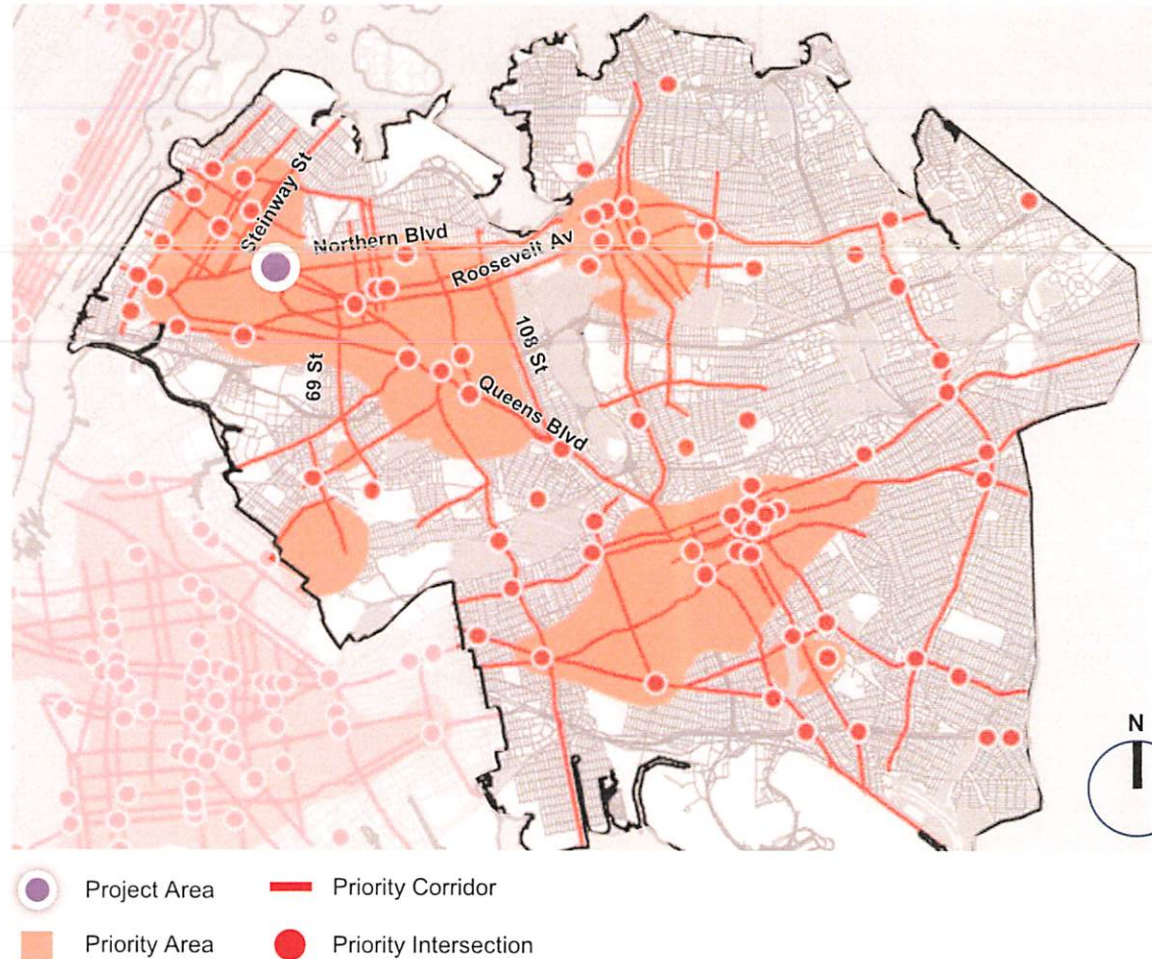 Steinway St
Northern Blvd
Roosevelt Av
108 St
69 St
Queens Blvd
N
Project Area
Priority Corridor
Priority Area
Priority Intersection